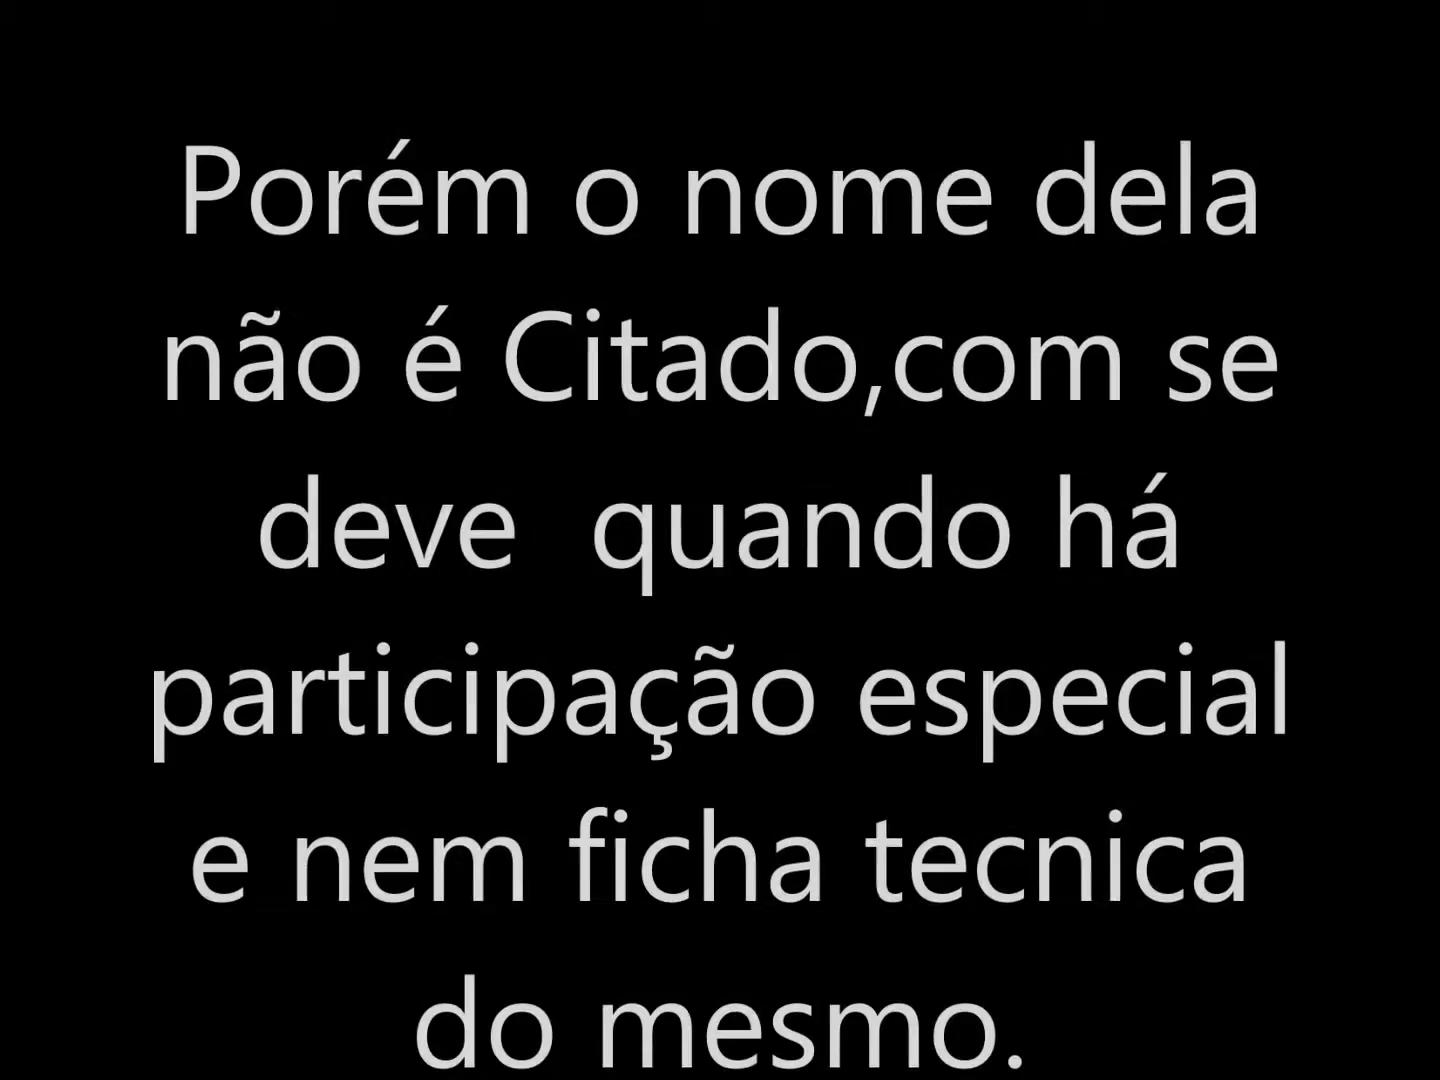 Porém o nome dela
não é Citado,com se
deve  quando há
participação especial
e nem ficha tecnica
do mesmo.